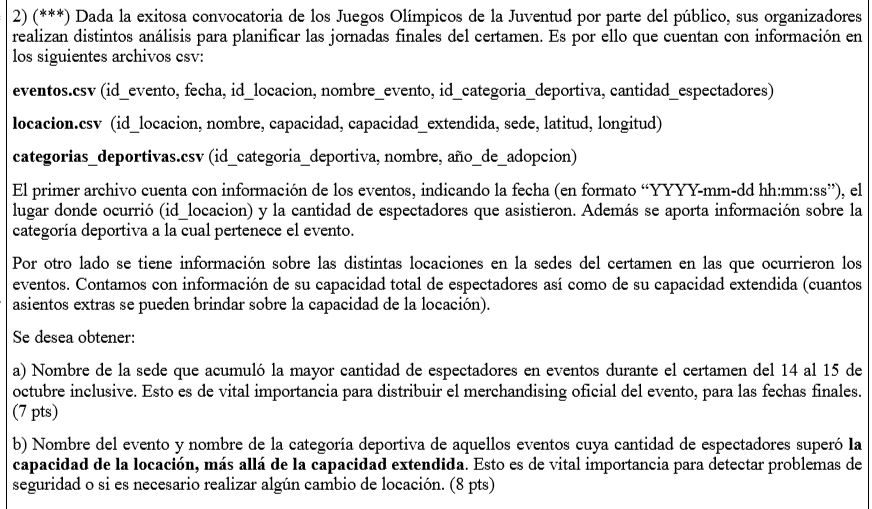 2) (***) Dada la exitosa convocatoria de los Juegos Olímpicos de la Juventud por parte del público, sus organizadores
realizan distintos análisis para planificar las jornadas finales del certamen. Es por ello que cuentan con información en
los siguientes archivos csv:
eventos.csv (id_evento, fecha, id_locacion, nombre_evento, id_categoria_deportiva, cantidad_espectadores)
locacion.csv (id_locacion, nombre, capacidad, capacidad_extendida, sede, latitud, longitud)
categorias_deportivas.csv (id_categoria_deportiva, nombre, año_de_adopcion)
El primer archivo cuenta con información de los eventos, indicando la fecha (en formato “YYYY-mm-dd hh:mm:ss”), el
lugar donde ocurrió (id_locacion) y la cantidad de espectadores que asistieron. Además se aporta información sobre la
categoría deportiva a la cual pertenece el evento.
Por otro lado se tiene información sobre las distintas locaciones en la sedes del certamen en las que ocurrieron los
eventos. Contamos con información de su capacidad total de espectadores así como de su capacidad extendida (cuantos
asientos extras se pueden brindar sobre la capacidad de la locación).
Se desea obtener:
a) Nombre de la sede que acumuló la mayor cantidad de espectadores en eventos durante el certamen del 14 al 15 de
octubre inclusive. Esto es de vital importancia para distribuir el merchandising oficial del evento, para las fechas finales.
(7 pts)
b) Nombre del evento y nombre de la categoría deportiva de aquellos eventos cuya cantidad de espectadores superó la
capacidad de la locación, más allá de la capacidad extendida. Esto es de vital importancia para detectar problemas de
seguridad o si es necesario realizar algún cambio de locación. (8 pts)